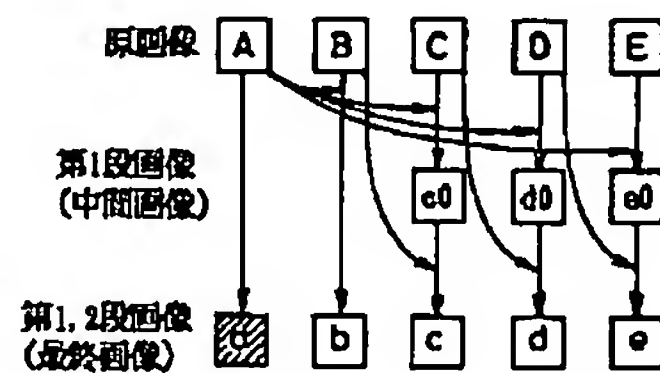 原画像 A B C D E
第1段画像
(中間画像) c0 d0 e0
第1,2段画像
(最終画像) a b c d e